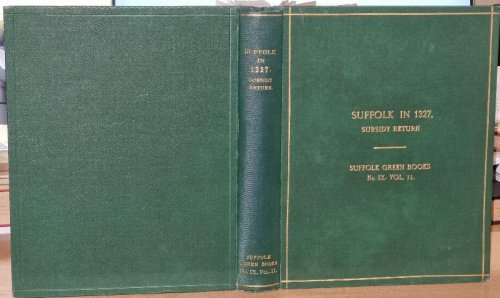 SUFFOLK
IN
1327.
SUBSIDY
RETURN.
SUFFOLK
GREEN BOOKS
No. IX. Vol. 11.
SUFFOLK IN 1327,
SUBSIDY RETURN
SUFFOLK GREEN BOOKS
No. IX. VOL. 11.